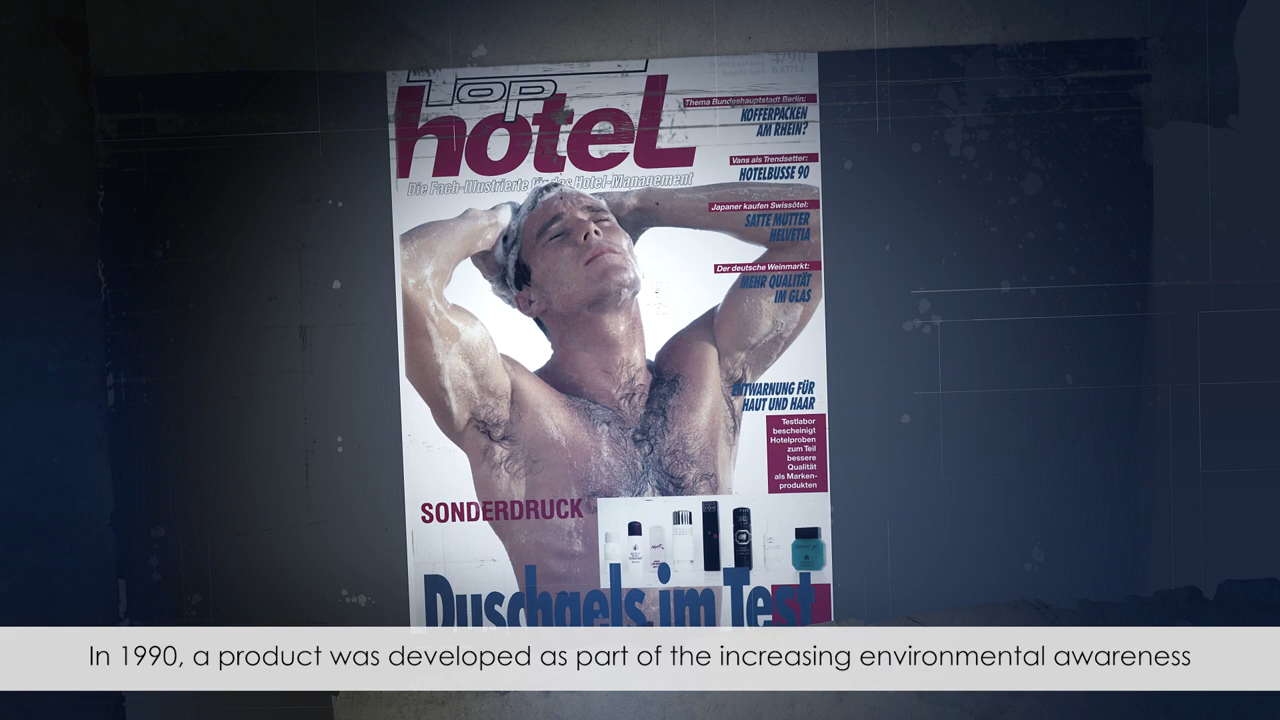 TOP
hotel
Die Fach-Illustrierte für das Hotel-Management
4/90
Thema Bundeshauptstadt Berlin:
KOFFERPACKEN
AM RHEIN?
Vans als Trendsetter:
HOTELBUSSE 90
Japaner kaufen Swissôtel:
SATTE MUTTER
HELVETIA
Der deutsche Weinmarkt:
MEHR QUALITÄT
IM GLAS
ENTWARNUNG FÜR
HAUT UND HAAR
Testlabor
bescheinigt
Hotelproben
zum Teil
bessere
Qualität
als Marken-
produkten
SONDERDRUCK
Duschgels im Test
In 1990, a product was developed as part of the increasing environmental awareness